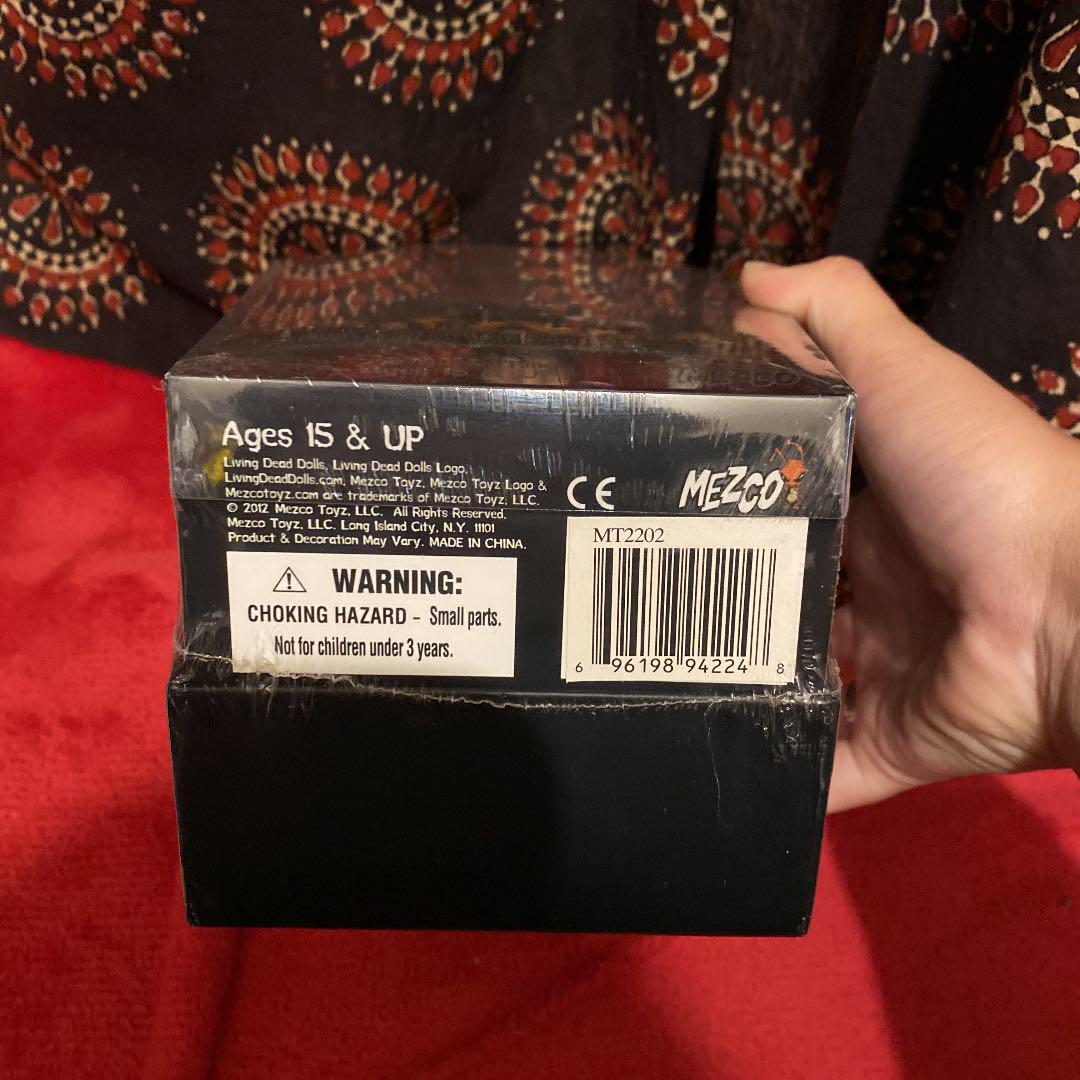 Ages 15 & UP
Living Dead Dolls, Living Dead Dolls Logo,
LivingDeadDolls.com, Mezco Toyz, Mezco Toyz Logo &
Mezcotoyz.com are trademarks of Mezco Toyz, LLC.
© 2012 Mezco Toyz, LLC. All Rights Reserved.
Mezco Toyz, LLC. Long Island City, N.Y. 11101
Product & Decoration May Vary. MADE IN CHINA.
CE
MEZCO
WARNING:
CHOKING HAZARD - Small parts.
Not for children under 3 years.
MT2202
6 96198 94224 8